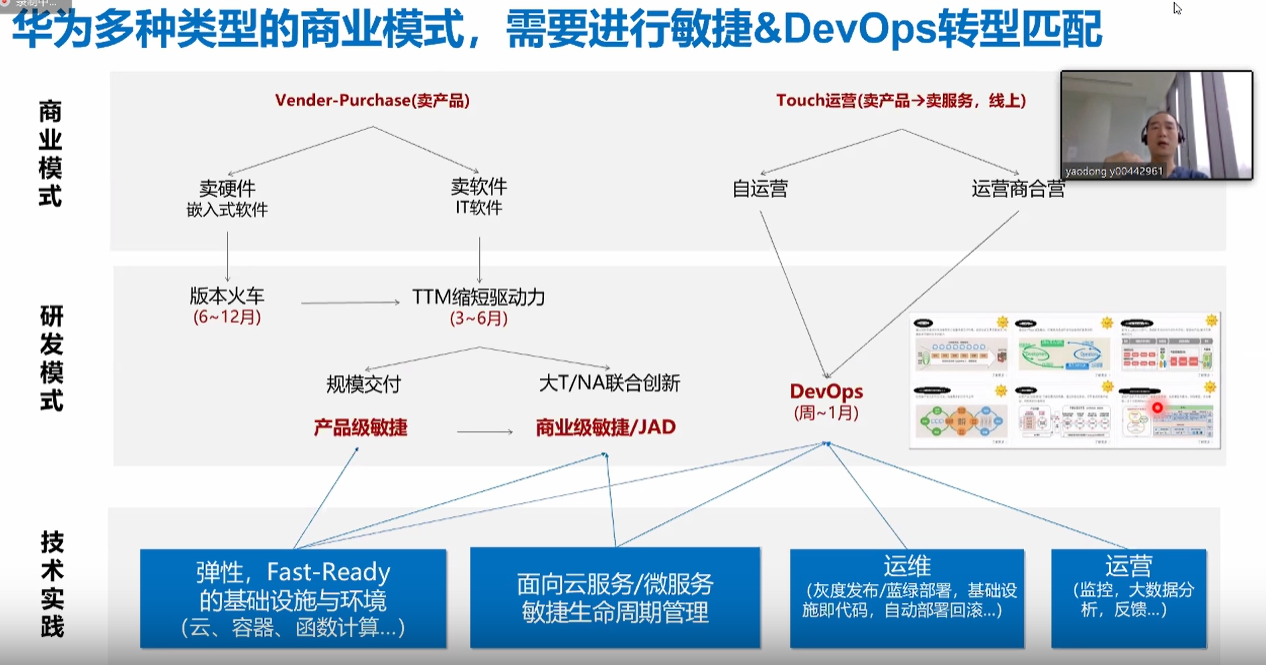 录制中...
华为多种类型的商业模式，需要进行敏捷&DevOps转型匹配
商业模式
Vender-Purchase(卖产品)
Touch运营(卖产品→卖服务，线上)
yaodong y00442961
卖硬件
嵌入式软件
卖软件
IT软件
自运营
运营商合营
研发模式
版本火车
(6~12月)
TTM缩短驱动力
(3~6月)
规模交付
大T/NA联合创新
产品级敏捷
商业级敏捷/JAD
DevOps
(周~1月)
技术实践
弹性，Fast-Ready
的基础设施与环境
（云、容器、函数计算...）
面向云服务/微服务
敏捷生命周期管理
运维
（灰度发布/蓝绿部署，基础设
施即代码，自动部署回滚...）
运营
（监控，大数据分
析，反馈...）